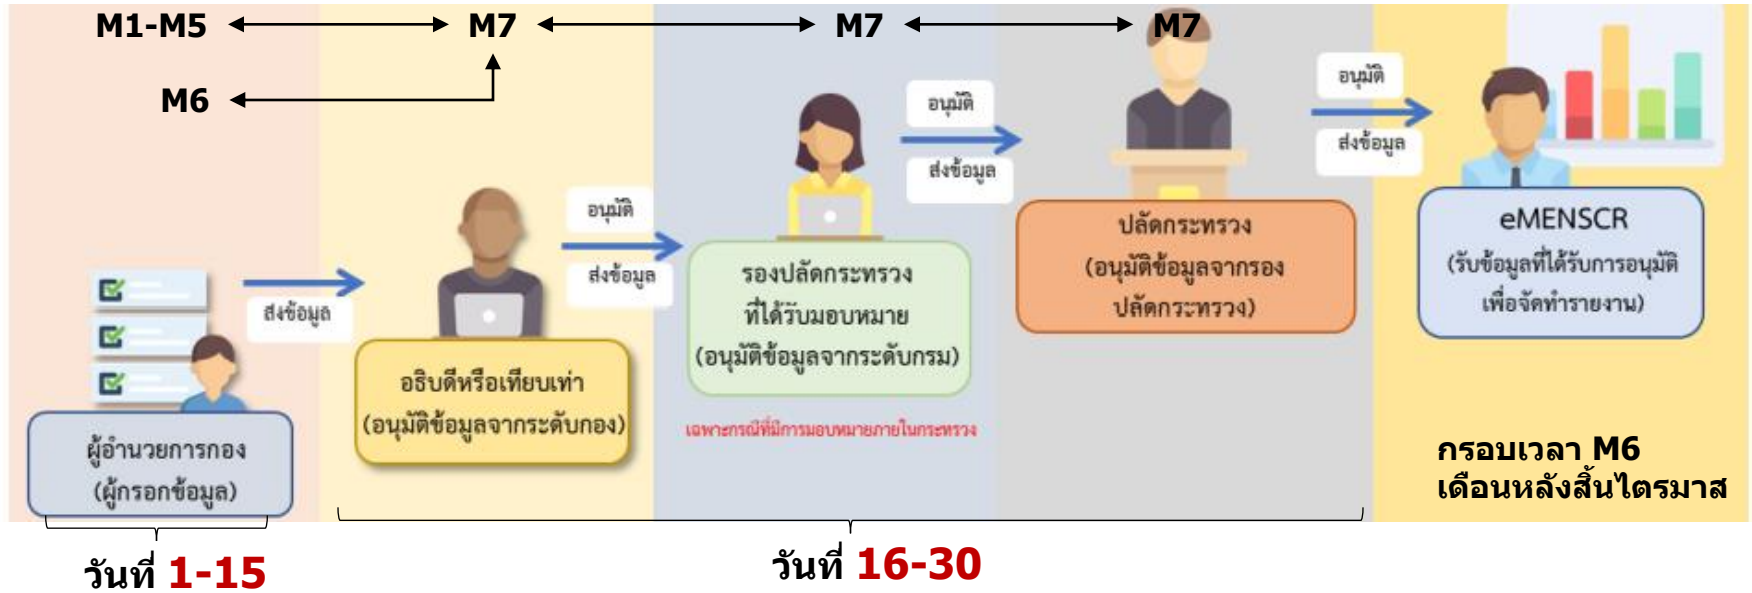 M1-M5
M7
M7
M7
M6
ส่งข้อมูล
อนุมัติ
ส่งข้อมูล
อนุมัติ
ส่งข้อมูล
อนุมัติ
ส่งข้อมูล
ผู้อำนวยการกอง
(ผู้กรอกข้อมูล)
อธิบดีหรือเทียบเท่า
(อนุมัติข้อมูลจากระดับกอง)
รองปลัดกระทรวง
ที่ได้รับมอบหมาย
(อนุมัติข้อมูลจากระดับกรม)
เฉพาะกรณีที่มีการมอบหมายภายในกระทรวง
ปลัดกระทรวง
(อนุมัติข้อมูลจากรอง
ปลัดกระทรวง)
eMENSCR
(รับข้อมูลที่ได้รับการอนุมัติ
เพื่อจัดทำรายงาน)
กรอบเวลา M6
เดือนหลังสิ้นไตรมาส
วันที่ 1-15
วันที่ 16-30